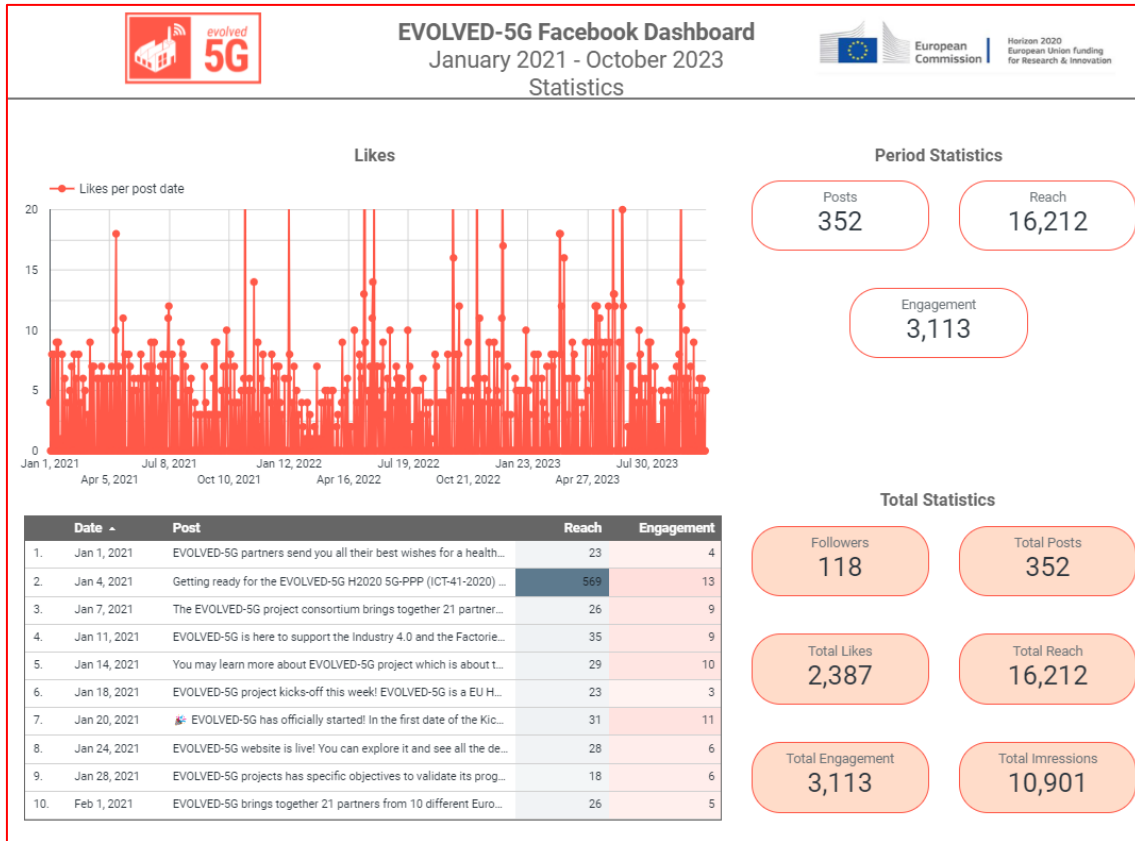 evolved
5G
EVOLVED-5G Facebook Dashboard
January 2021 - October 2023
Statistics
European
Commission
Horizon 2020
European Union funding
for Research & Innovation
Likes
Likes per post date
20
15
10
5
0
Jan 1, 2021
Apr 5, 2021
Jul 8, 2021
Oct 10, 2021
Jan 12, 2022
Apr 16, 2022
Jul 19, 2022
Oct 21, 2022
Jan 23, 2023
Apr 27, 2023
Jul 30, 2023
Period Statistics
Posts
352
Reach
16,212
Engagement
3,113
Date Post Reach Engagement
1. Jan 1, 2021 EVOLVED-5G partners send you all their best wishes for a health... 23 4
2. Jan 4, 2021 Getting ready for the EVOLVED-5G H2020 5G-PPP (ICT-41-2020) ... 569 13
3. Jan 7, 2021 The EVOLVED-5G project consortium brings together 21 partner... 26 9
4. Jan 11, 2021 EVOLVED-5G is here to support the Industry 4.0 and the Factorie... 35 9
5. Jan 14, 2021 You may learn more about EVOLVED-5G project which is about t... 29 10
6. Jan 18, 2021 EVOLVED-5G project kicks-off this week! EVOLVED-5G is a EU H... 23 3
7. Jan 20, 2021 🎉 EVOLVED-5G has officially started! In the first date of the Kic... 31 11
8. Jan 24, 2021 EVOLVED-5G website is live! You can explore it and see all the de... 28 6
9. Jan 28, 2021 EVOLVED-5G projects has specific objectives to validate its prog... 18 6
10. Feb 1, 2021 EVOLVED-5G brings together 21 partners from 10 different Euro... 26 5
Total Statistics
Followers
118
Total Posts
352
Total Likes
2,387
Total Reach
16,212
Total Engagement
3,113
Total Imressions
10,901